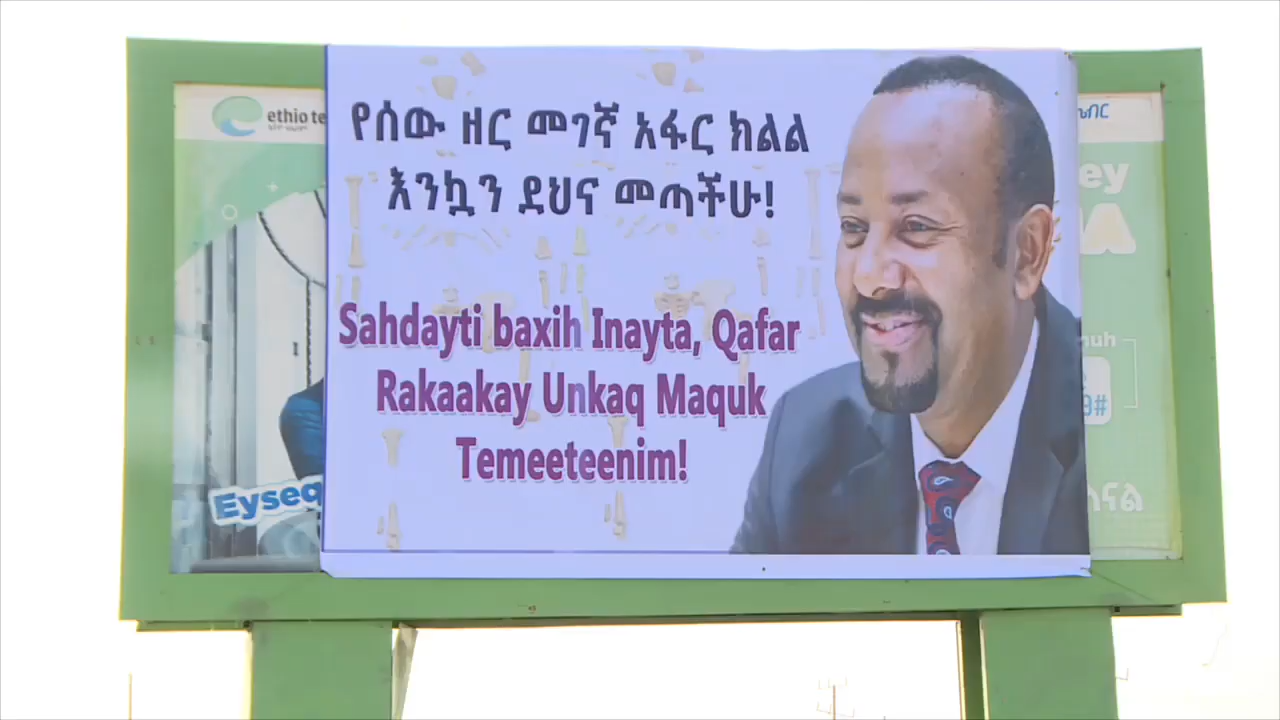 ethio te
የሰው ዘር መገኛ አፋር ክልል
እንኳን ደህና መጣችሁ!
Sahdayti baxih Inayta, Qafar
Rakaakay Unkaq Maquk
Temeeteenim!
Eyseq
ey
9#